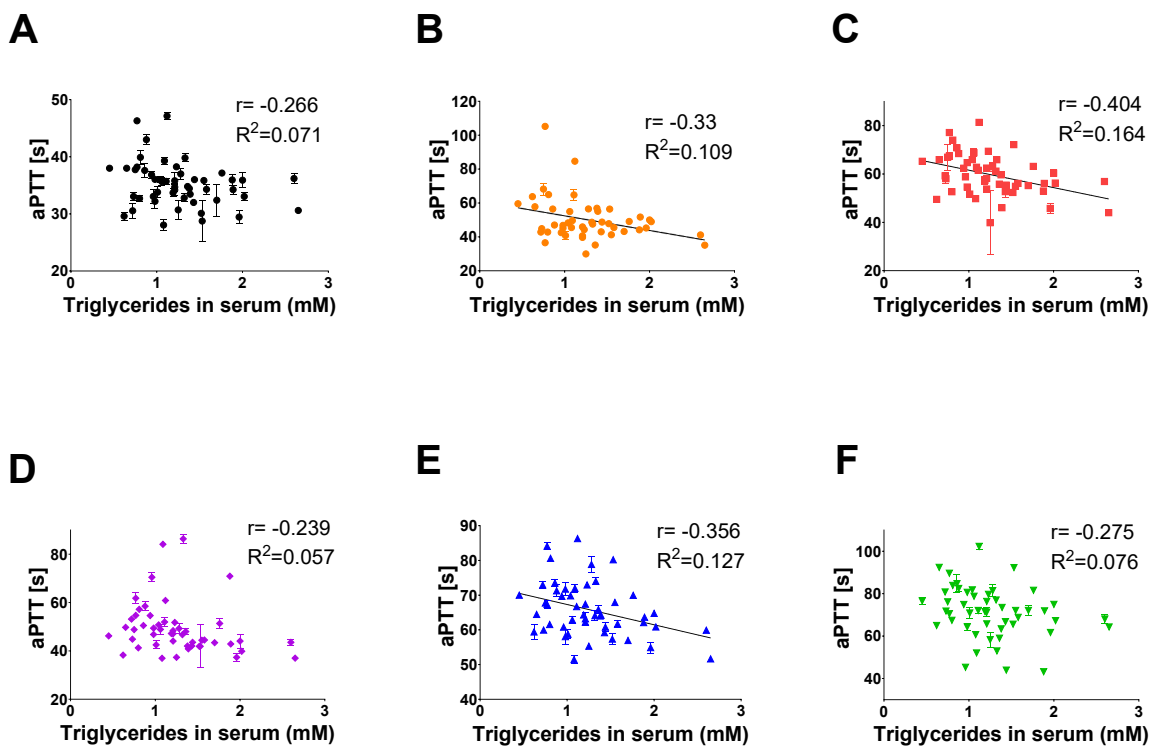 A
r= -0.266
R²=0.071
aPTT [s]
50
40
30
20
0
1
2
3
Triglycerides in serum (mM)
B
r= -0.33
R²=0.109
aPTT [s]
120
100
80
60
40
20
0
1
2
3
Triglycerides in serum (mM)
C
r= -0.404
R²=0.164
aPTT [s]
80
60
40
20
0
1
2
3
Triglycerides in serum (mM)
D
r= -0.239
R²=0.057
aPTT [s]
80
60
40
20
0
1
2
3
Triglycerides in serum (mM)
E
r= -0.356
R²=0.127
aPTT [s]
90
80
70
60
50
40
0
1
2
3
Triglycerides in serum (mM)
F
r= -0.275
R²=0.076
aPTT [s]
100
80
60
40
0
1
2
3
Triglycerides in serum (mM)